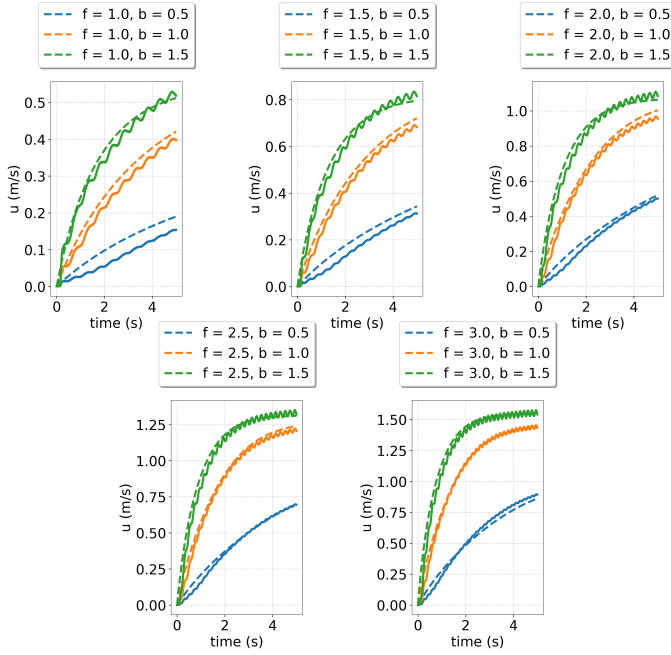 f = 1.0, b = 0.5
f = 1.0, b = 1.0
f = 1.0, b = 1.5
f = 1.5, b = 0.5
f = 1.5, b = 1.0
f = 1.5, b = 1.5
f = 2.0, b = 0.5
f = 2.0, b = 1.0
f = 2.0, b = 1.5
u (m/s)
0.5
0.4
0.3
0.2
0.1
0.0
0 2 4
time (s)
u (m/s)
0.8
0.6
0.4
0.2
0.0
0 2 4
time (s)
u (m/s)
1.0
0.8
0.6
0.4
0.2
0.0
0 2 4
time (s)
f = 2.5, b = 0.5
f = 2.5, b = 1.0
f = 2.5, b = 1.5
f = 3.0, b = 0.5
f = 3.0, b = 1.0
f = 3.0, b = 1.5
u (m/s)
1.25
1.00
0.75
0.50
0.25
0.00
0 2 4
time (s)
u (m/s)
1.50
1.25
1.00
0.75
0.50
0.25
0.00
0 2 4
time (s)